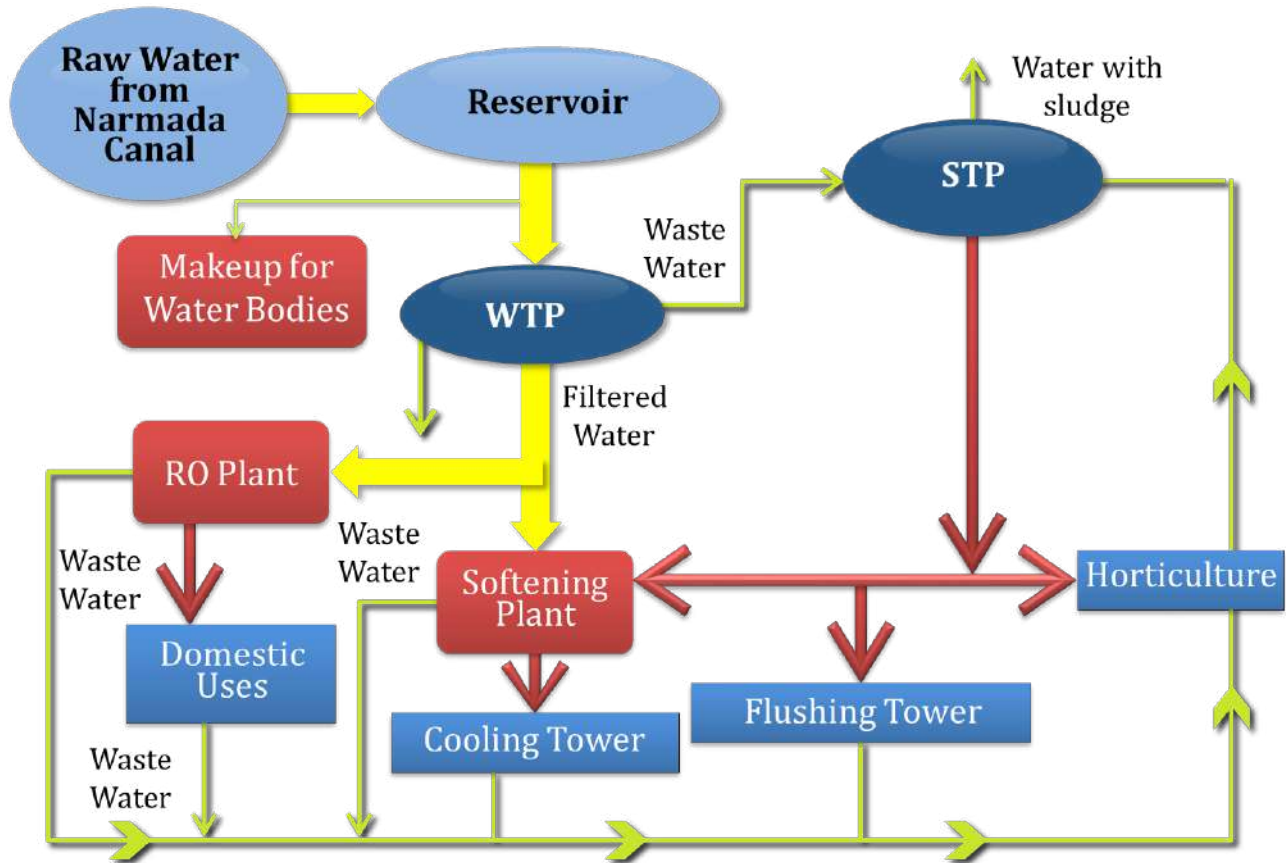 Raw Water
from
Narmada
Canal
Reservoir
Water with
sludge
STP
Waste
Water
Makeup for
Water Bodies
WTP
Filtered
Water
RO Plant
Waste
Water
Waste
Water
Softening
Plant
Horticulture
Domestic
Uses
Flushing Tower
Cooling Tower
Waste
Water